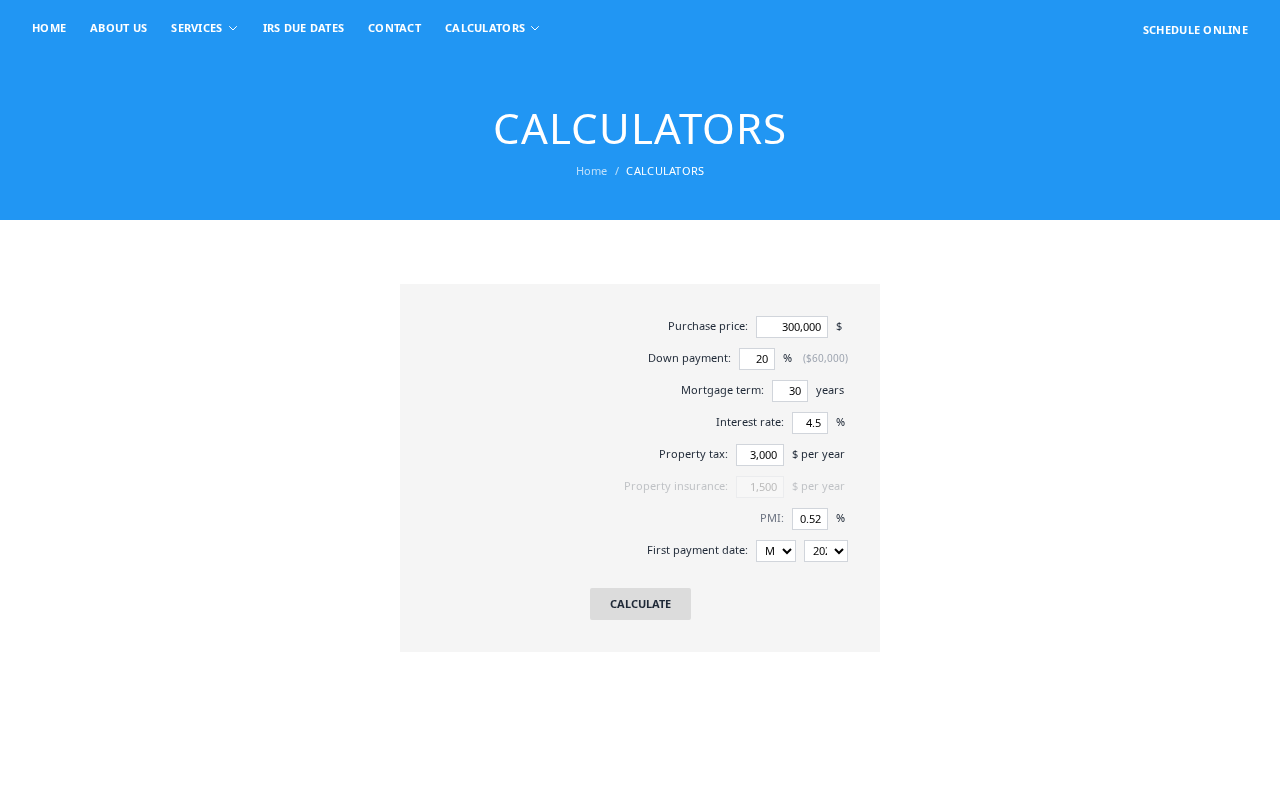 HOME ABOUT US SERVICES IRS DUE DATES CONTACT CALCULATORS SCHEDULE ONLINE
CALCULATORS
Home / CALCULATORS
Purchase price: 300,000 $
Down payment: 20 % ($60,000)
Mortgage term: 30 years
Interest rate: 4.5 %
Property tax: 3,000 $ per year
Property insurance: 1,500 $ per year
PMI: 0.52 %
First payment date: M
CALCULATE